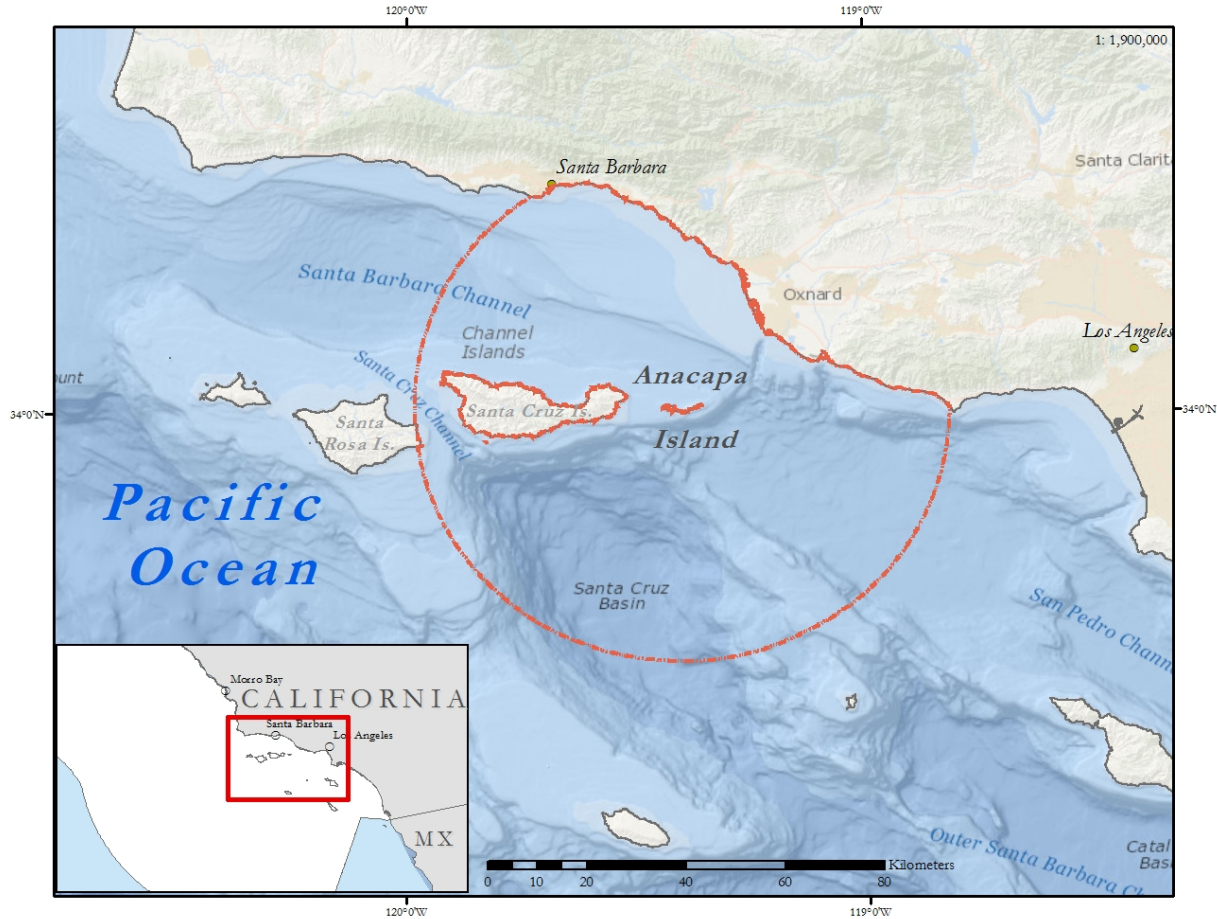 120°0'W 119°0'W
1: 1,900,000
Santa Barbara
Santa Clarit
Oxnard
Santa Barbara Channel
Los Angeles
Channel
Islands
Santa Cruz Channel
Anacapa
Island
unt
34°0'N
34°0'N
Santa Cruz Is.
Santa
Rosa Is.
Pacific
Ocean
Santa Cruz
Basin
San Pedro Chann
Morro Bay
CALIFORNIA
Santa Barbara
Los Angeles
MX
Outer Santa Barbara Ch
Catal
Bas
Kilometers
0 10 20 40 60 80
120°0'W 119°0'W